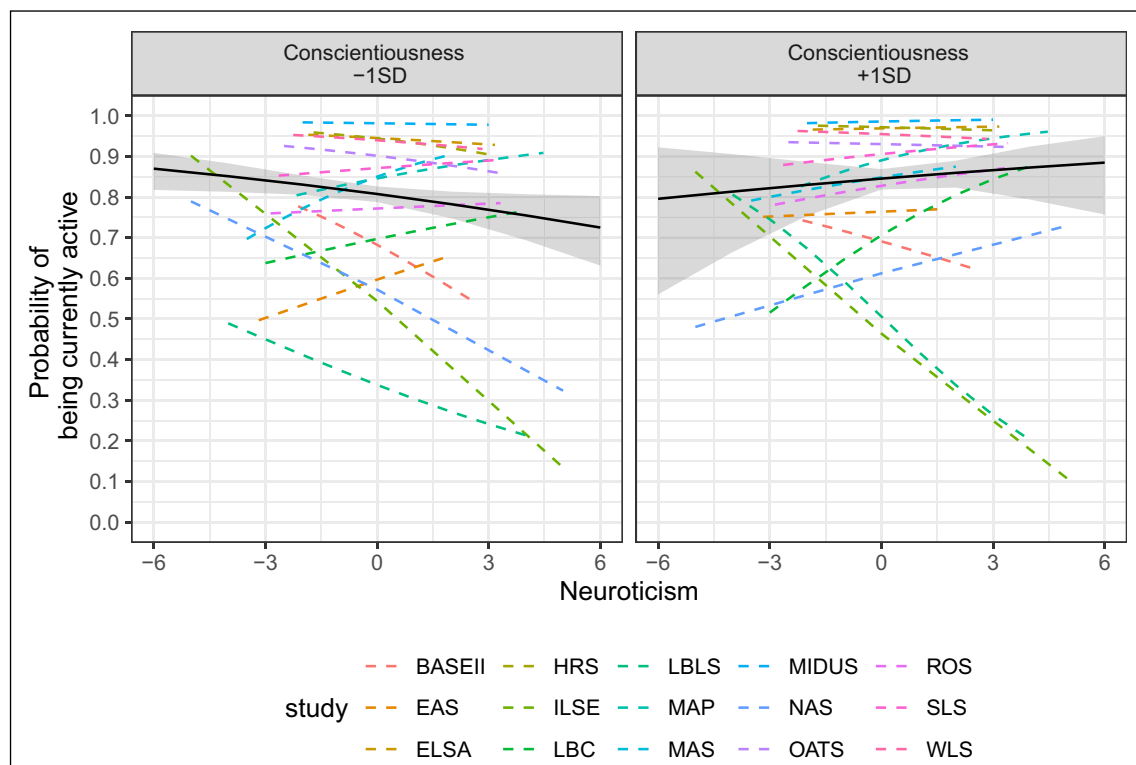 Conscientiousness
−1SD
Conscientiousness
+1SD
Probability of
being currently active
1.0
0.9
0.8
0.7
0.6
0.5
0.4
0.3
0.2
0.1
0.0
−6 −3 0 3 6
−6 −3 0 3 6
Neuroticism
study
BASEII HRS LBLS MIDUS ROS
EAS ILSE MAP NAS SLS
ELSA LBC MAS OATS WLS